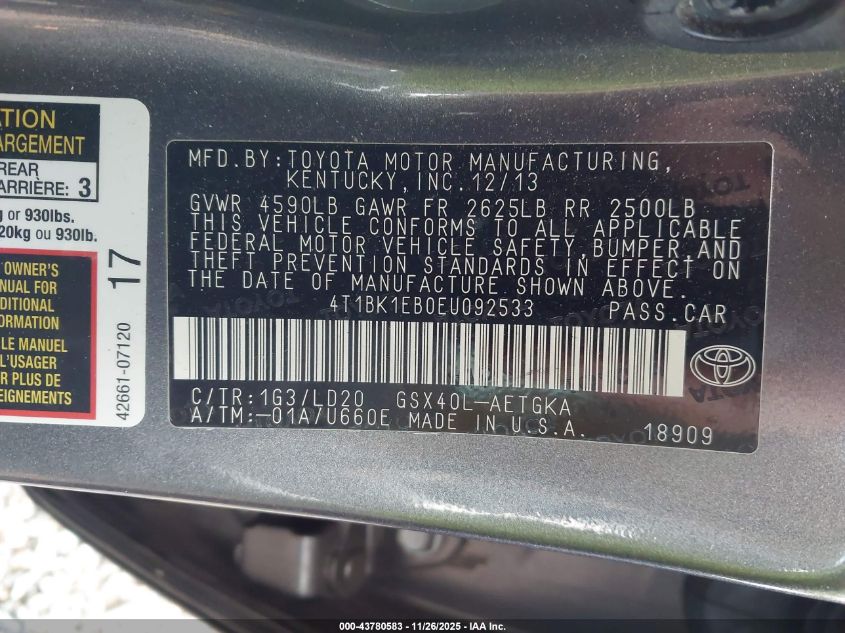 ATION
ARGEMENT
REAR
ARRIÈRE: 3
g or 930lbs.
20kg ou 930lb.
OWNER'S
ANUAL FOR
DITIONAL
ORMATION
LE MANUEL
L'USAGER
R PLUS DE
EIGNEMENTS
17
42661-07120
MFD.BY:TOYOTA MOTOR MANUFACTURING,
KENTUCKY,INC.12/13
GVWR 4590LB GAWR FR 2625LB RR 2500LB
THIS VEHICLE CONFORMS TO ALL APPLICABLE
FEDERAL MOTOR VEHICLE SAFETY,BUMPER,AND
THEFT PREVENTION STANDARDS IN EFFECT ON
THE DATE OF MANUFACTURE SHOWN ABOVE.
4T1BK1EB0EU092533 PASS.CAR
C/TR:1G3/LD20 GSX40L-AETGKA
A/TM:-01A/U660E MADE IN U.S.A. 18909
000-43780583 - 11/26/2025 - IAA Inc.